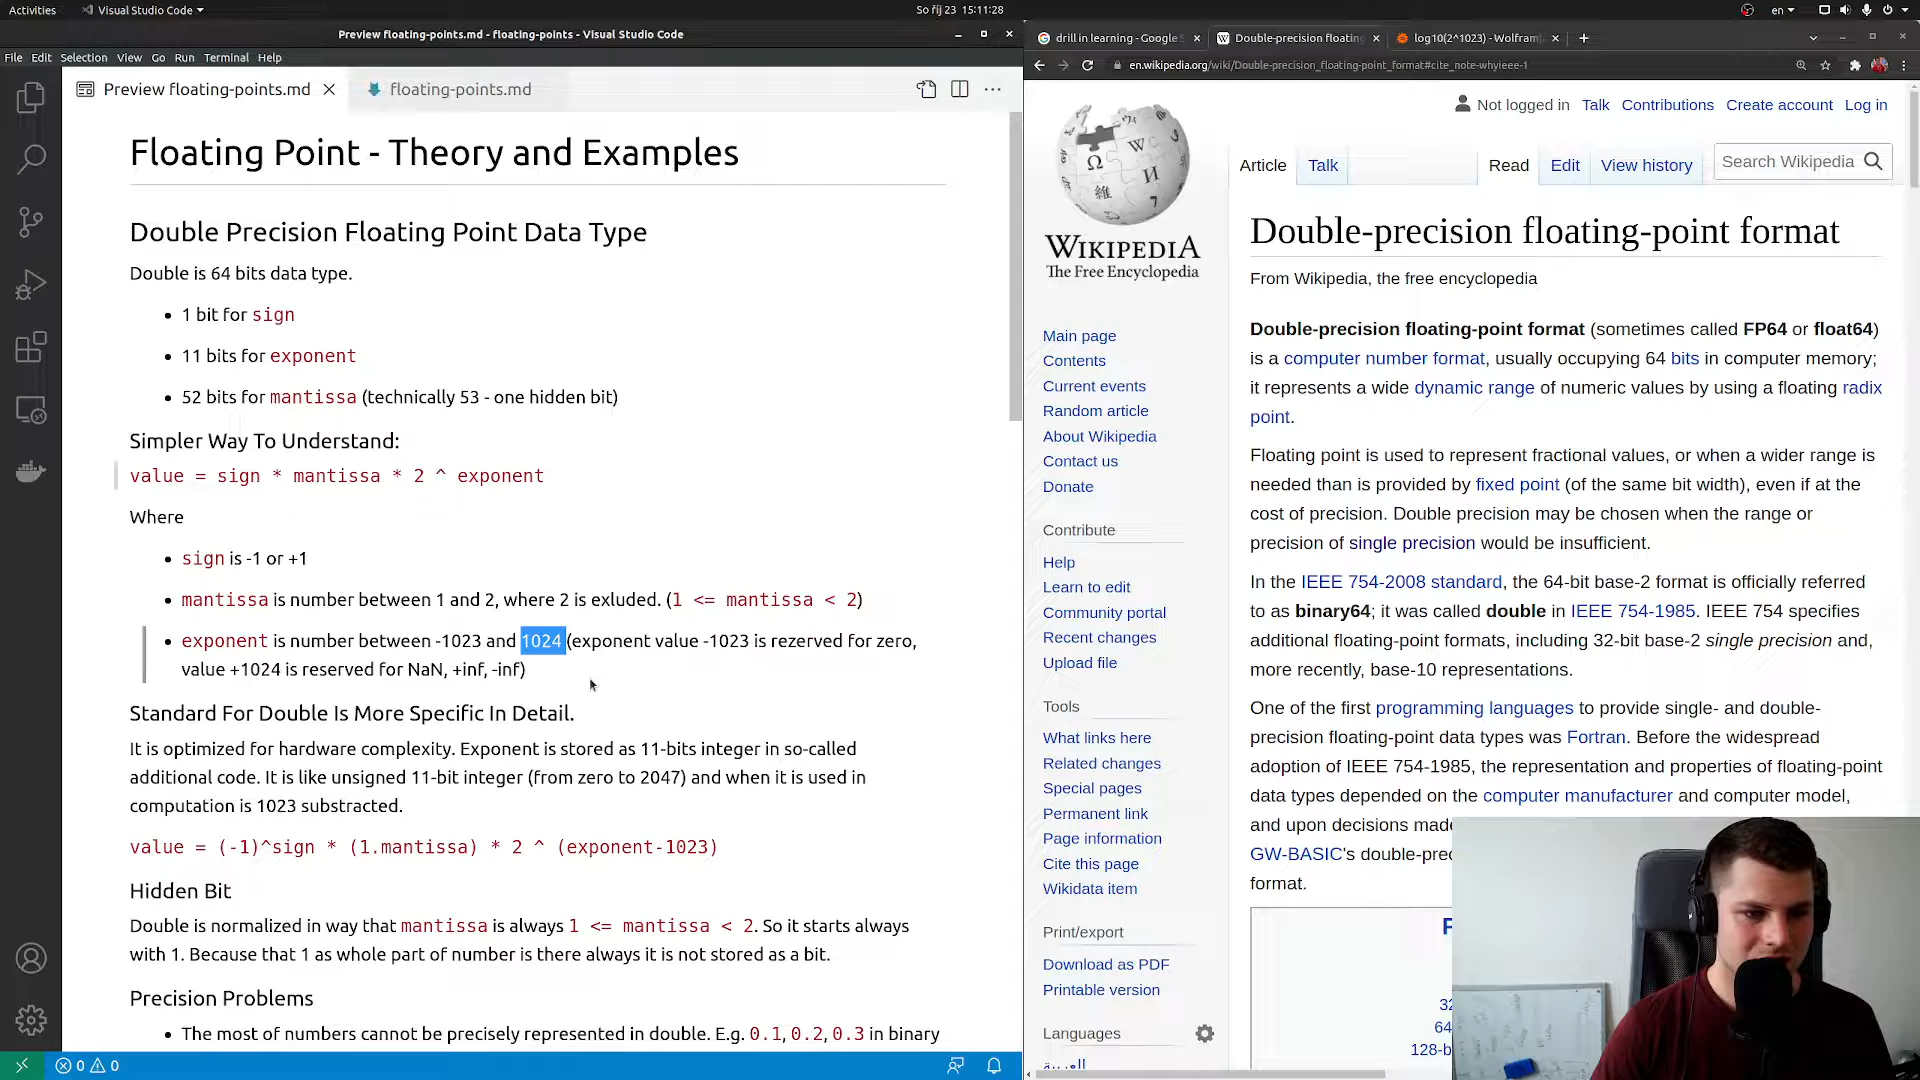 Activities
Visual Studio Code
So říj 23 15:11:28
en
Preview floating-points.md - floating-points - Visual Studio Code
File Edit Selection View Go Run Terminal Help
Preview floating-points.md
floating-points.md
Floating Point - Theory and Examples
Double Precision Floating Point Data Type
Double is 64 bits data type.
• 1 bit for sign
• 11 bits for exponent
• 52 bits for mantissa (technically 53 - one hidden bit)
Simpler Way To Understand:
value = sign * mantissa * 2 ^ exponent
Where
• sign is -1 or +1
• mantissa is number between 1 and 2, where 2 is exluded. (1 <= mantissa < 2)
• exponent is number between -1023 and 1024 (exponent value -1023 is rezerved for zero,
value +1024 is reserved for NaN, +inf, -inf)
Standard For Double Is More Specific In Detail.
It is optimized for hardware complexity. Exponent is stored as 11-bits integer in so-called
additional code. It is like unsigned 11-bit integer (from zero to 2047) and when it is used in
computation is 1023 substracted.
value = (-1)^sign * (1.mantissa) * 2 ^ (exponent-1023)
Hidden Bit
Double is normalized in way that mantissa is always 1 <= mantissa < 2. So it starts always
with 1. Because that 1 as whole part of number is there always it is not stored as a bit.
Precision Problems
• The most of numbers cannot be precisely represented in double. E.g. 0.1, 0.2, 0.3 in binary
0 0
drill in learning - Google S
Double-precision floating
log10(2^1023) - Wolfram|
en.wikipedia.org/wiki/Double-precision_floating-point_format#cite_note-whyieee-1
Not logged in Talk Contributions Create account Log in
WIKIPEDIA
The Free Encyclopedia
Article Talk
Read Edit View history
Search Wikipedia
Main page
Contents
Current events
Random article
About Wikipedia
Contact us
Donate
Contribute
Help
Learn to edit
Community portal
Recent changes
Upload file
Tools
What links here
Related changes
Special pages
Permanent link
Page information
Cite this page
Wikidata item
Print/export
Download as PDF
Printable version
Languages
العربية
Double-precision floating-point format
From Wikipedia, the free encyclopedia
Double-precision floating-point format (sometimes called FP64 or float64)
is a computer number format, usually occupying 64 bits in computer memory;
it represents a wide dynamic range of numeric values by using a floating radix
point.
Floating point is used to represent fractional values, or when a wider range is
needed than is provided by fixed point (of the same bit width), even if at the
cost of precision. Double precision may be chosen when the range or
precision of single precision would be insufficient.
In the IEEE 754-2008 standard, the 64-bit base-2 format is officially referred
to as binary64; it was called double in IEEE 754-1985. IEEE 754 specifies
additional floating-point formats, including 32-bit base-2 single precision and,
more recently, base-10 representations.
One of the first programming languages to provide single- and double-
precision floating-point data types was Fortran. Before the widespread
adoption of IEEE 754-1985, the representation and properties of floating-point
data types depended on the computer manufacturer and computer model,
and upon decisions made
GW-BASIC's double-prec
format.
F
32
64
128-b